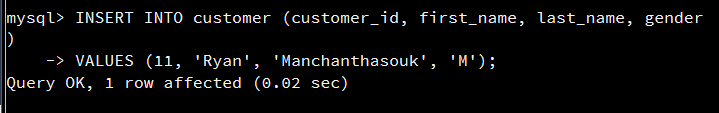 mysql> INSERT INTO customer (customer_id, first_name, last_name, gender
)
    -> VALUES (11, 'Ryan', 'Manchanthasouk', 'M');
Query OK, 1 row affected (0.02 sec)